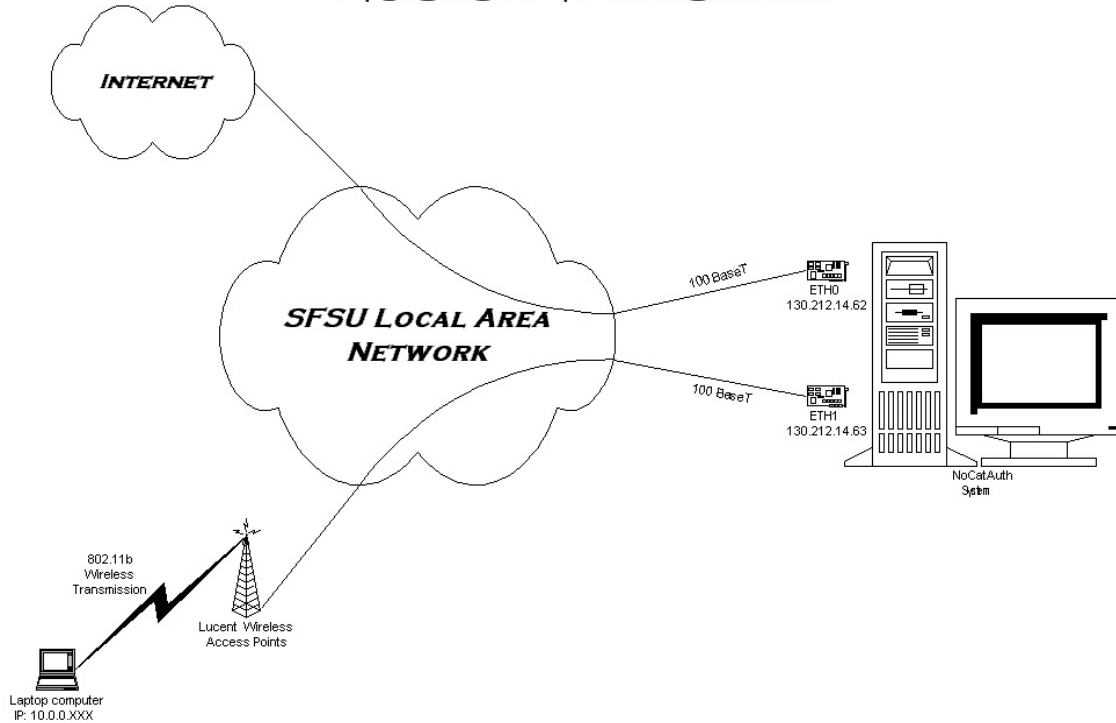 INTERNET
SFSU LOCAL AREA
NETWORK
100 BaseT
ETH0
130.212.14.62
100 BaseT
ETH1
130.212.14.63
NoCatAuth
System
802.11b
Wireless
Transmission
Lucent Wireless
Access Points
Laptop computer
IP: 10.0.0.XXX